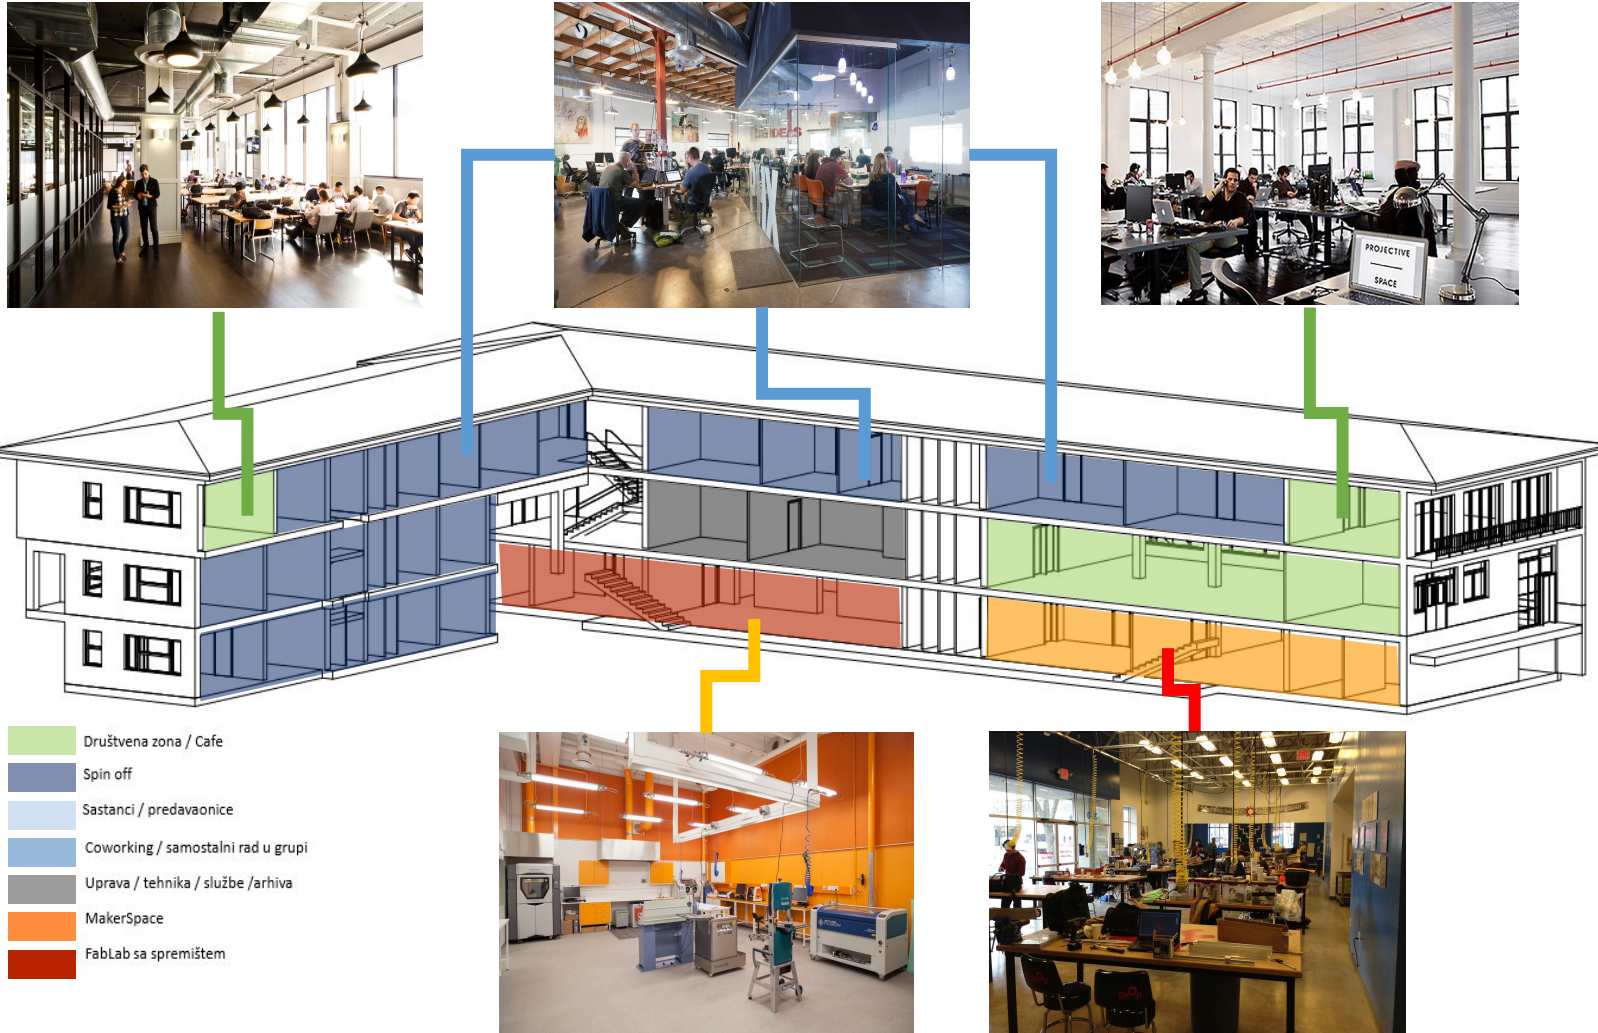 IDEAS
PROJECTIVE
SPACE
Društvena zona / Cafe
Spin off
Sastanci / predavaonice
Coworking / samostalni rad u grupi
Uprava / tehnika / službe /arhiva
MakerSpace
FabLab sa spremištem